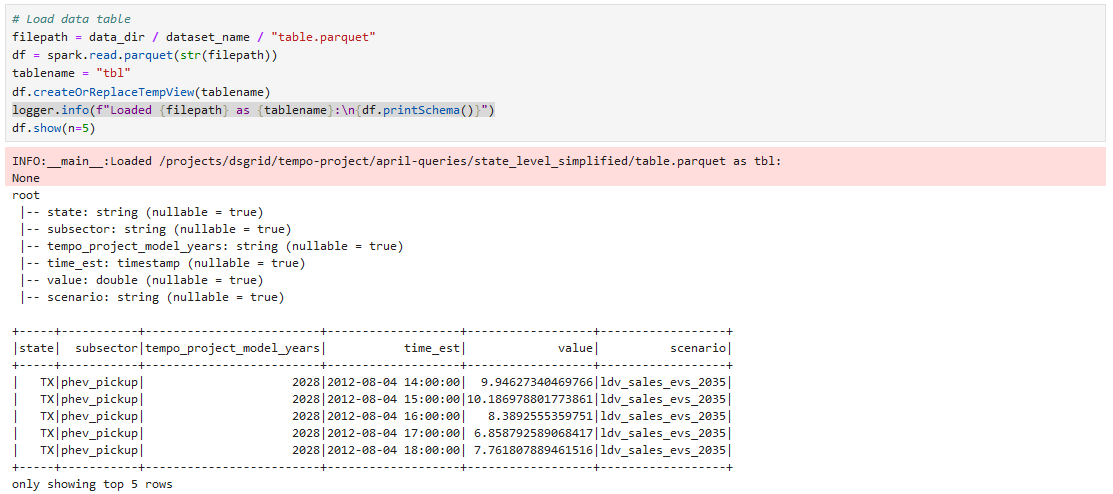 # Load data table
filepath = data_dir / dataset_name / "table.parquet"
df = spark.read.parquet(str(filepath))
tablename = "tbl"
df.createOrReplaceTempView(tablename)
logger.info(f"Loaded {filepath} as {tablename}:\n{df.printSchema()}")
df.show(n=5)
INFO:__main__:Loaded /projects/dsgrid/tempo-project/april-queries/state_level_simplified/table.parquet as tbl:
None
root
 |-- state: string (nullable = true)
 |-- subsector: string (nullable = true)
 |-- tempo_project_model_years: string (nullable = true)
 |-- time_est: timestamp (nullable = true)
 |-- value: double (nullable = true)
 |-- scenario: string (nullable = true)
+-----+-----------+-------------------------+-------------------+-----------------+------------------+
|state|  subsector|tempo_project_model_years|           time_est|            value|          scenario|
+-----+-----------+-------------------------+-------------------+-----------------+------------------+
|   TX|phev_pickup|                     2028|2012-08-04 14:00:00| 9.94627340469766|ldv_sales_evs_2035|
|   TX|phev_pickup|                     2028|2012-08-04 15:00:00|10.186978801773861|ldv_sales_evs_2035|
|   TX|phev_pickup|                     2028|2012-08-04 16:00:00|  8.3892555359751|ldv_sales_evs_2035|
|   TX|phev_pickup|                     2028|2012-08-04 17:00:00|6.858792589068417|ldv_sales_evs_2035|
|   TX|phev_pickup|                     2028|2012-08-04 18:00:00|7.761807889461516|ldv_sales_evs_2035|
+-----+-----------+-------------------------+-------------------+-----------------+------------------+
only showing top 5 rows